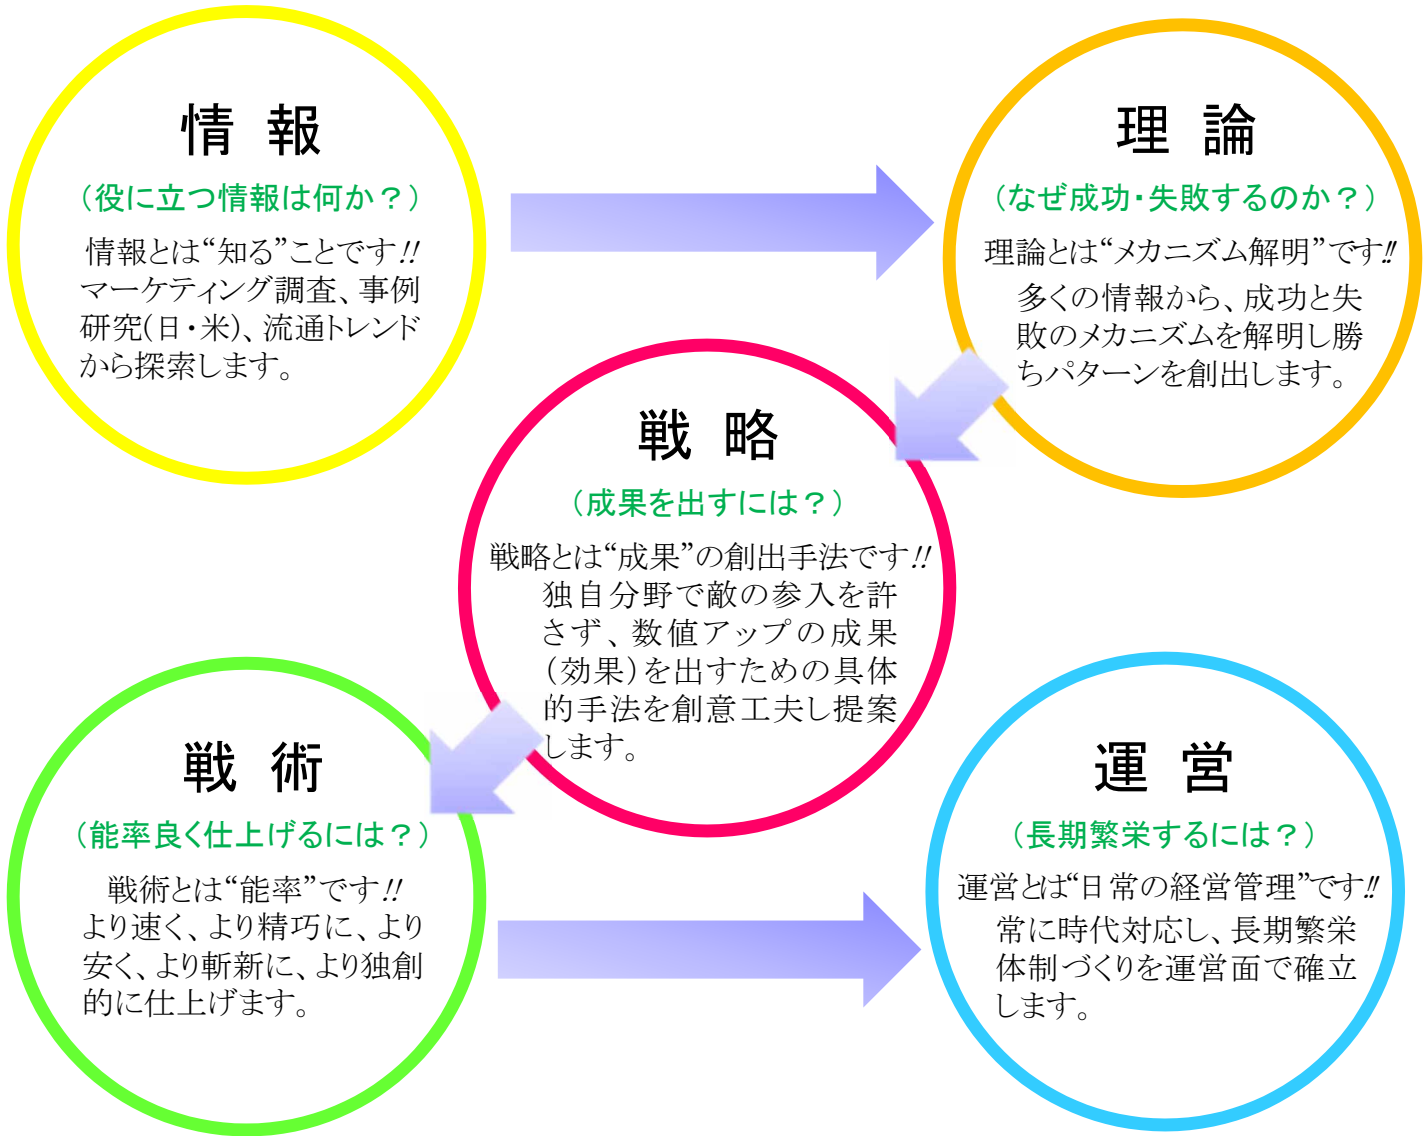 情 報
（役に立つ情報は何か？）
情報とは“知る”ことです!!
マーケティング調査、事例
研究(日・米)、流通トレンド
から探索します。
理 論
（なぜ成功・失敗するのか？）
理論とは“メカニズム解明”です!!
多くの情報から、成功と失
敗のメカニズムを解明し勝
ちパターンを創出します。
戦 略
（成果を出すには？）
戦略とは“成果”の創出手法です!!
独自分野で敵の参入を許
さず、数値アップの成果
(効果)を出すための具体
的手法を創意工夫し提案
します。
戦 術
（能率良く仕上げるには？）
戦術とは“能率”です!!
より速く、より精巧に、より
安く、より斬新に、より独創
的に仕上げます。
運 営
（長期繁栄するには？）
運営とは“日常の経営管理”です!!
常に時代対応し、長期繁栄
体制づくりを運営面で確立
します。